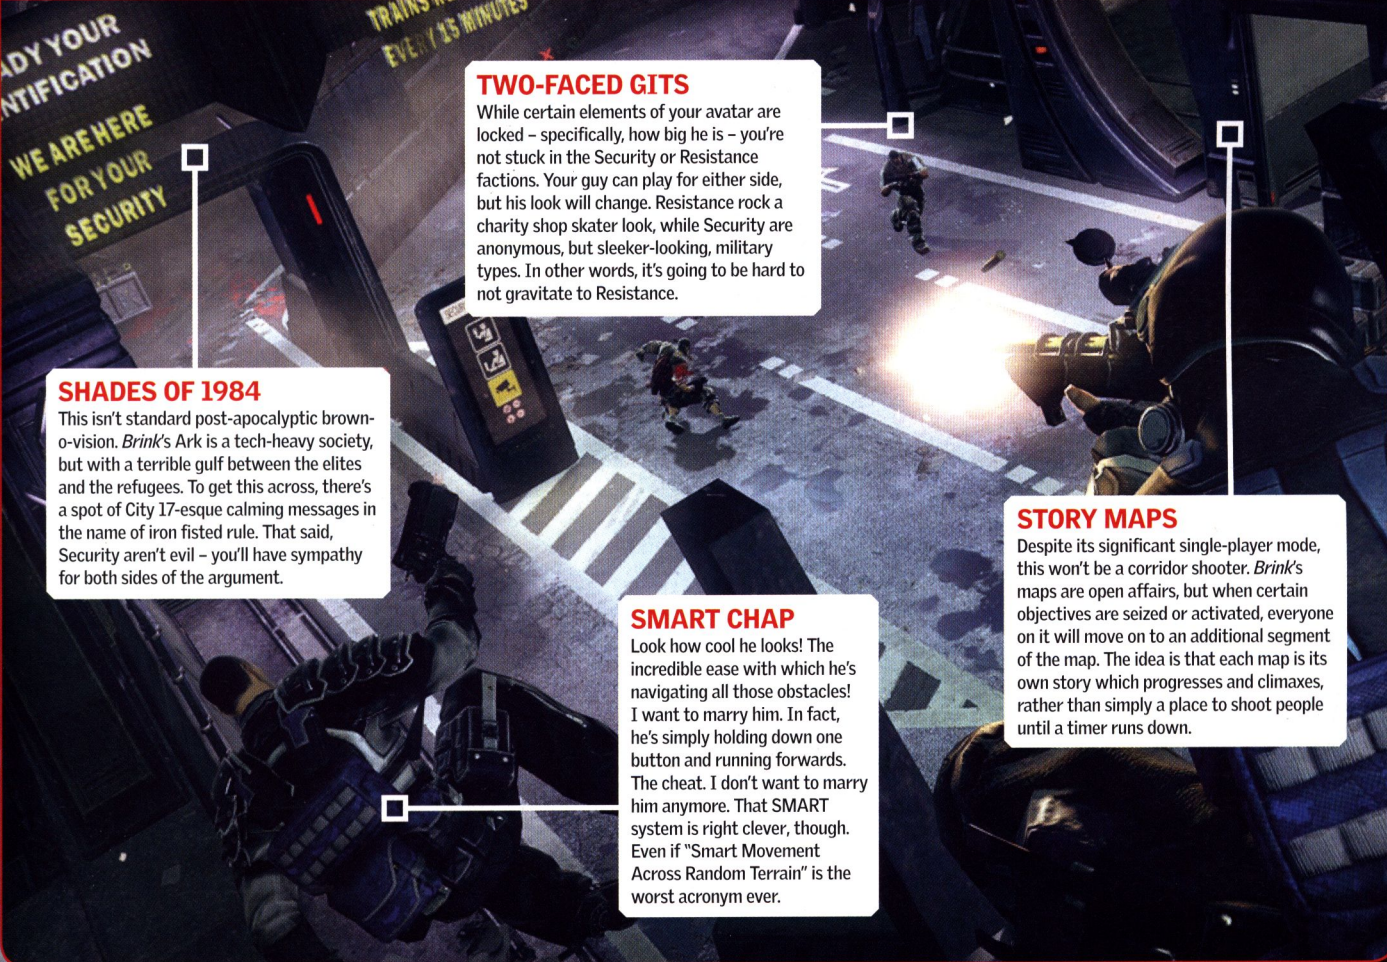 ADY YOUR
NTIFICATION
WE ARE HERE
FOR YOUR
SECURITY
TRAINS
EVERY 15 MINUTES
TWO-FACED GITS
While certain elements of your avatar are
locked – specifically, how big he is – you're
not stuck in the Security or Resistance
factions. Your guy can play for either side,
but his look will change. Resistance rock a
charity shop skater look, while Security are
anonymous, but sleeker-looking, military
types. In other words, it's going to be hard to
not gravitate to Resistance.
SHADES OF 1984
This isn't standard post-apocalyptic brown-
o-vision. Brink's Ark is a tech-heavy society,
but with a terrible gulf between the elites
and the refugees. To get this across, there's
a spot of City 17-esque calming messages in
the name of iron fisted rule. That said,
Security aren't evil – you'll have sympathy
for both sides of the argument.
SMART CHAP
Look how cool he looks! The
incredible ease with which he's
navigating all those obstacles!
I want to marry him. In fact,
he's simply holding down one
button and running forwards.
The cheat. I don't want to marry
him anymore. That SMART
system is right clever, though.
Even if "Smart Movement
Across Random Terrain" is the
worst acronym ever.
STORY MAPS
Despite its significant single-player mode,
this won't be a corridor shooter. Brink's
maps are open affairs, but when certain
objectives are seized or activated, everyone
on it will move on to an additional segment
of the map. The idea is that each map is its
own story which progresses and climaxes,
rather than simply a place to shoot people
until a timer runs down.